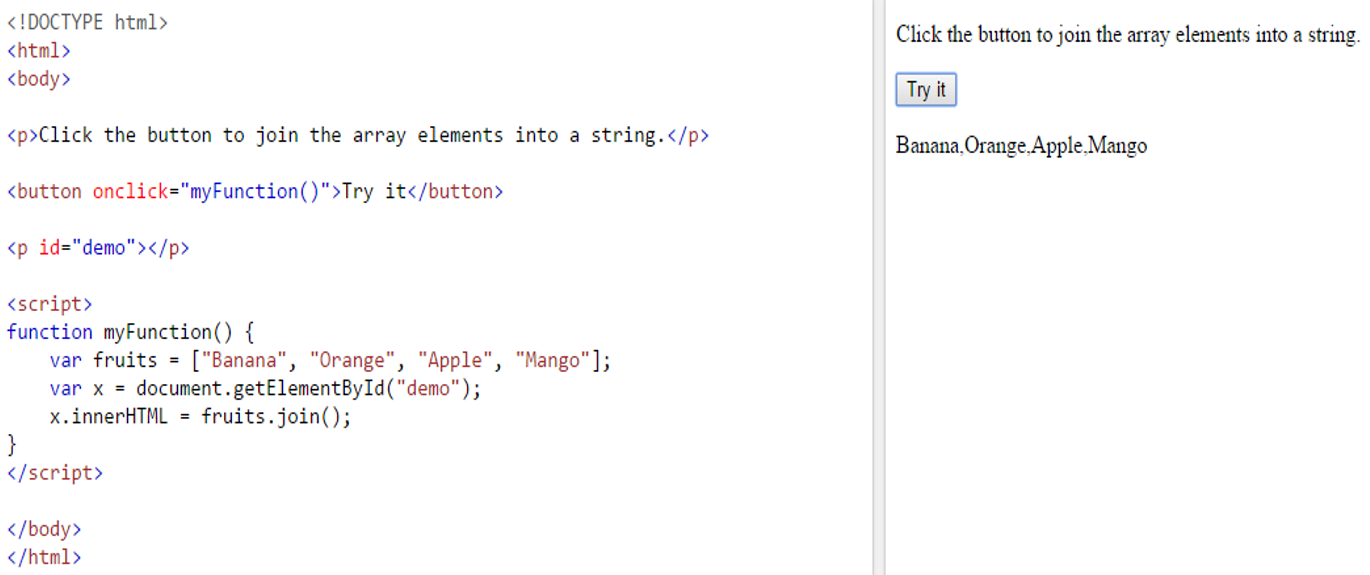 <!DOCTYPE html>
<html>
<body>
<p>Click the button to join the array elements into a string.</p>
<button onclick="myFunction()">Try it</button>
<p id="demo"></p>
<script>
function myFunction() {
    var fruits = ["Banana", "Orange", "Apple", "Mango"];
    var x = document.getElementById("demo");
    x.innerHTML = fruits.join();
}
</script>
</body>
</html>
Click the button to join the array elements into a string.
Try it
Banana,Orange,Apple,Mango